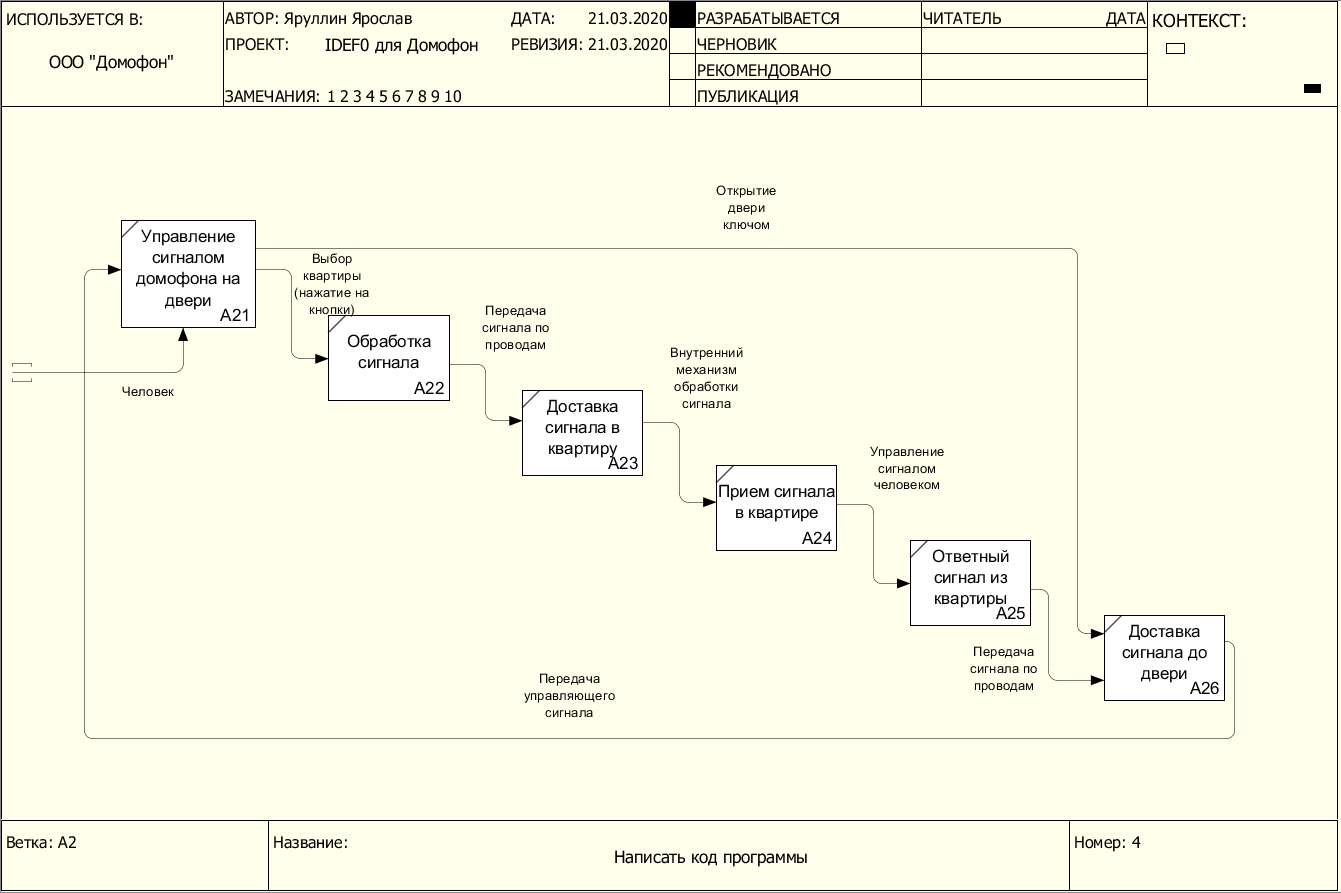 ИСПОЛЬЗУЕТСЯ В:
ООО "Домофон"
АВТОР: Яруллин Ярослав
ДАТА: 21.03.2020
ПРОЕКТ: IDEF0 для Домофон
РЕВИЗИЯ: 21.03.2020
ЗАМЕЧАНИЯ: 1 2 3 4 5 6 7 8 9 10
РАЗРАБАТЫВАЕТСЯ
ЧЕРНОВИК
РЕКОМЕНДОВАНО
ПУБЛИКАЦИЯ
ЧИТАТЕЛЬ
ДАТА
КОНТЕКСТ:
Открытие
двери
ключом
Управление
сигналом
домофона на
двери
A21
Выбор
квартиры
(нажатие на
кнопки)
Человек
Обработка
сигнала
A22
Передача
сигнала по
проводам
Доставка
сигнала в
квартиру
A23
Внутренний
механизм
обработки
сигнала
Прием сигнала
в квартире
A24
Управление
сигналом
человеком
Ответный
сигнал из
квартиры
A25
Передача
сигнала по
проводам
Доставка
сигнала до
двери
A26
Передача
управляющего
сигнала
Ветка: A2
Название:
Написать код программы
Номер: 4